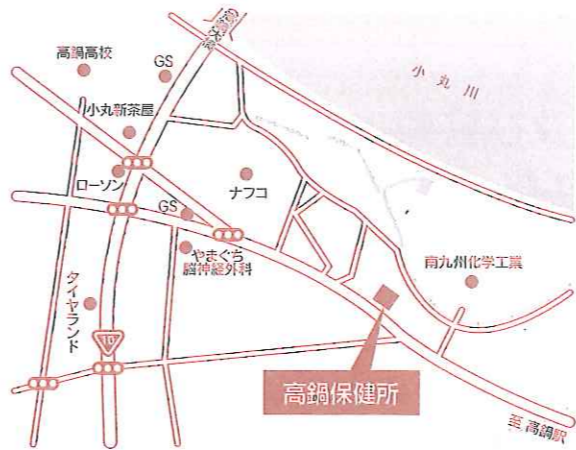 高鍋高校
GS
小丸川
小丸新茶屋
ローソン
ナフコ
GS
やまぐち
脳神経外科
南九州化学工業
タイヤランド
10
高鍋保健所
至 高鍋駅